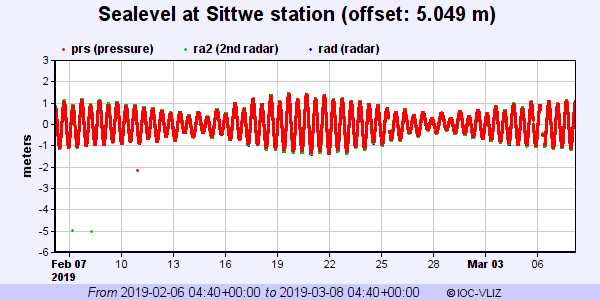 Sealevel at Sittwe station (offset: 5.049 m)
prs (pressure) ra2 (2nd radar) rad (radar)
3
2
1
0
-1
-2
-3
-4
-5
-6
meters
Feb 07 10 13 16 19 22 25 28 Mar 03 06
2019
From 2019-02-06 04:40+00:00 to 2019-03-08 04:40+00:00 © IOC-VLIZ